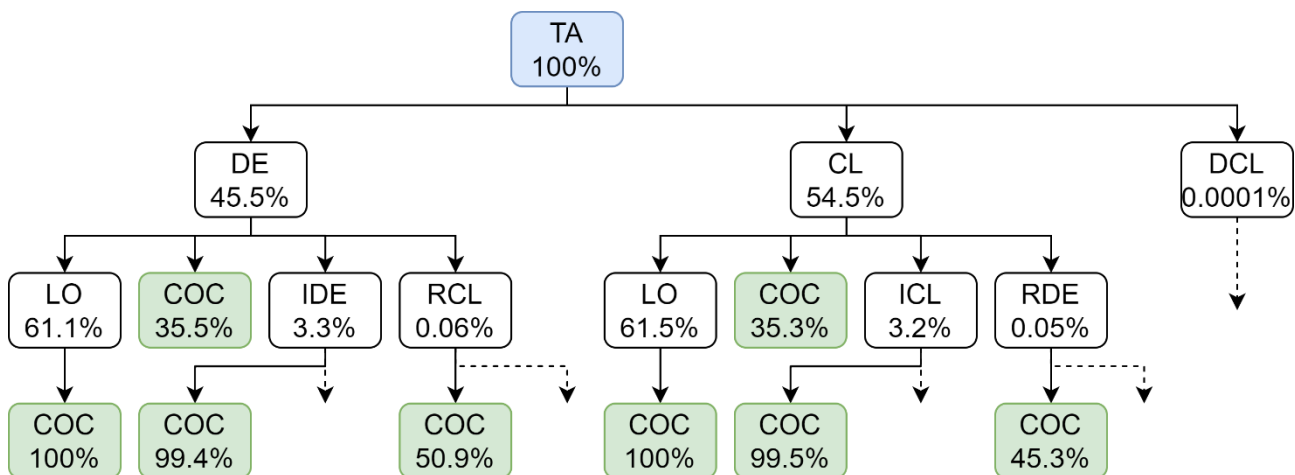 TA
100%
DE
45.5%
CL
54.5%
DCL
0.0001%
LO
61.1%
COC
35.5%
IDE
3.3%
RCL
0.06%
LO
61.5%
COC
35.3%
ICL
3.2%
RDE
0.05%
COC
100%
COC
99.4%
COC
50.9%
COC
100%
COC
99.5%
COC
45.3%